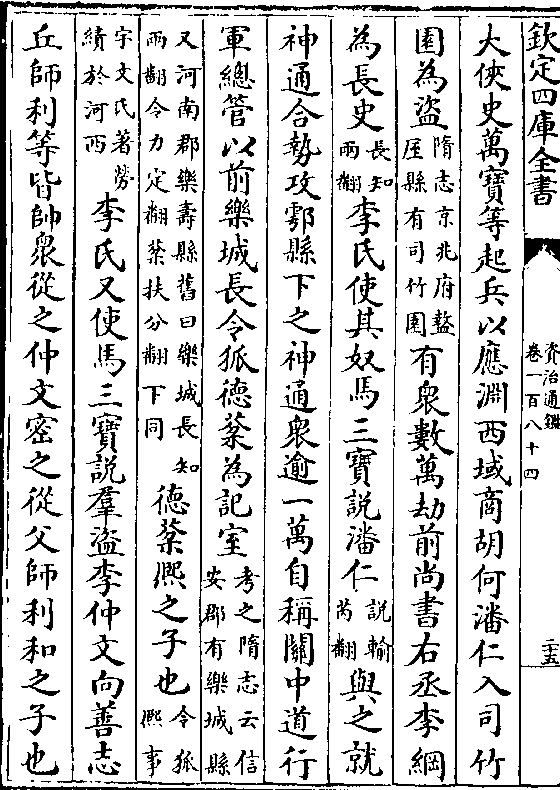 欽定四庫全書
資治通鑑
卷一百八十四
二十五
大俠史萬寶等起兵以應淵西域商胡何潘仁入司竹
園為盜隋志京兆府盩厔縣有司竹園有衆數萬劫前尚書右丞李綱
為長史長知兩翻李氏使其奴馬三寶説潘仁説輸芮翻與之就
神通合勢攻鄠縣下之神通衆逾一萬自稱關中道行
軍總管以前樂城長令狐德棻為記室考之隋志云信安郡有樂城縣
又河南郡樂壽縣舊曰樂城長知兩翻令力定翻棻扶分翻下同德棻熈之子也令狐熈事
宇文氏著勞績於河西李氏又使馬三寶説羣盜李仲文向善志
丘師利等皆帥衆從之仲文密之從父師利和之子也